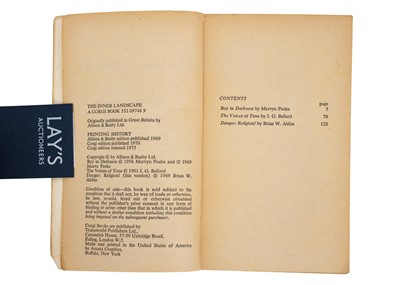 LAY'S
AUCTIONEERS
THE INNER LANDSCAPE
A CORGI BOOK 552 09746 9
Originally published in Great Britain by
Allison & Busby Ltd.
PRINTING HISTORY
Allison & Busby edition published 1969
Corgi edition published 1970
Corgi edition reissued 1975
Copyright © by Allison & Busby Ltd.
Boy in Darkness © 1956 Mervyn Peake and © 1969
Maeve Peake
The Voices of Time © 1961 J. G. Ballard
Danger: Religion! (this version) © 1969 Brian W. Aldiss
Condition of sale—this book is sold subject to the
condition that it shall not, by way of trade or otherwise,
be lent, re-sold, hired out or otherwise circulated
without the publisher's prior consent in any form of
binding or cover other than that in which it is published
and without a similar condition including this condition
being imposed on the subsequent purchaser.
Corgi Books are published by
Transworld Publishers Ltd.,
Cavendish House, 57-59 Uxbridge Road,
Ealing, London W.5.
Made and printed in the United States of America
by Arcata Graphics,
Buffalo, New York
CONTENTS
page
Boy in Darkness by Mervyn Peake 7
The Voices of Time by J. G. Ballard 79
Danger: Religion! by Brian W. Aldiss 125